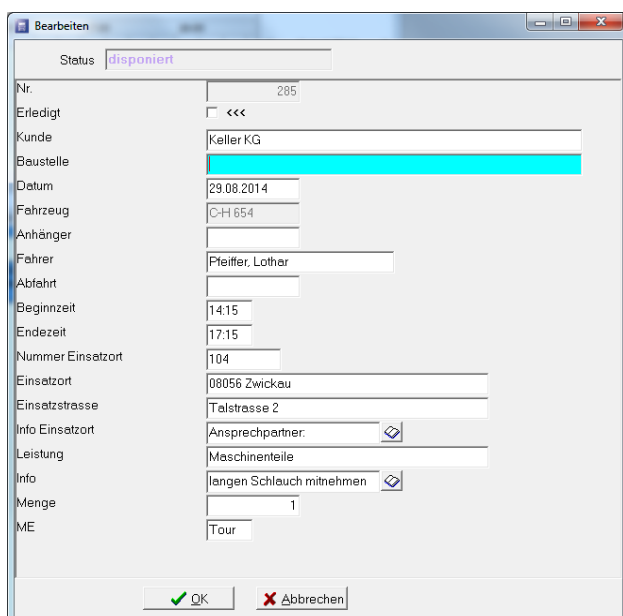 Bearbeiten
Status disponiert
Nr. 285
Erledigt <<<
Kunde Keller KG
Baustelle
Datum 29.08.2014
Fahrzeug C-H 654
Anhänger
Fahrer Pfeiffer, Lothar
Abfahrt
Beginnzeit 14:15
Endezeit 17:15
Nummer Einsatzort 104
Einsatzort 08056 Zwickau
Einsatzstrasse Talstrasse 2
Info Einsatzort Ansprechpartner:
Leistung Maschinenteile
Info langen Schlauch mitnehmen
Menge 1
ME Tour
OK Abbrechen